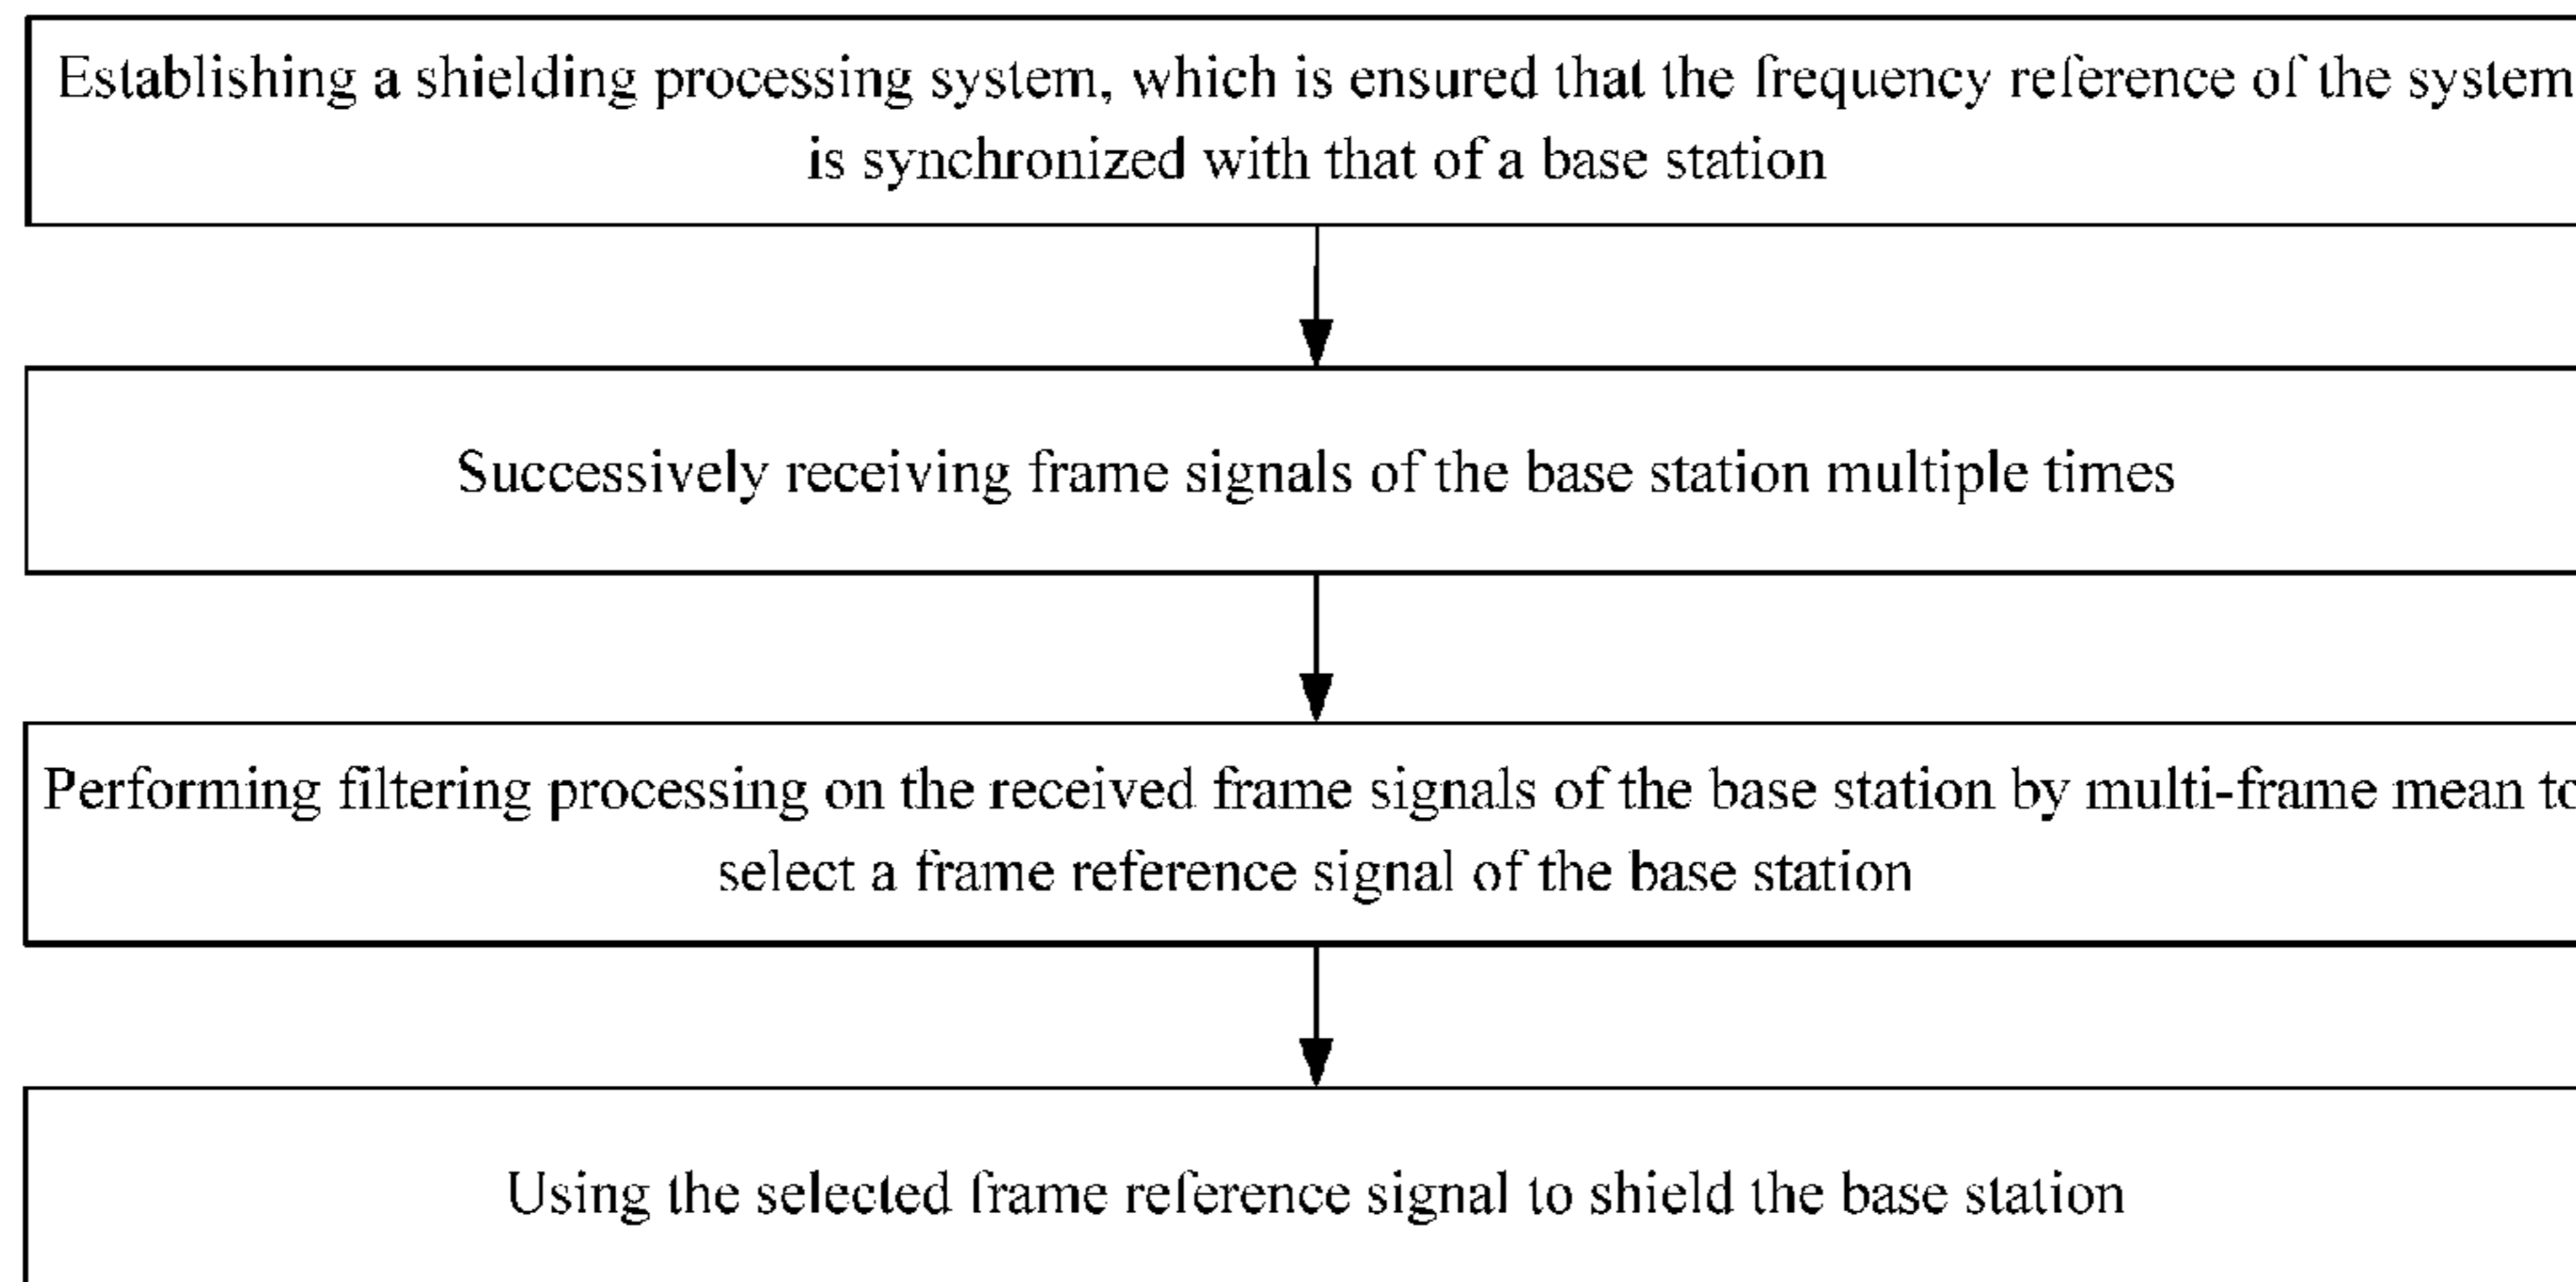 Establishing a shielding processing system, which is ensured that the frequency reference of the system
is synchronized with that of a base station
Successively receiving frame signals of the base station multiple times
Performing filtering processing on the received frame signals of the base station by multi-frame mean to
select a frame reference signal of the base station
Using the selected frame reference signal to shield the base station